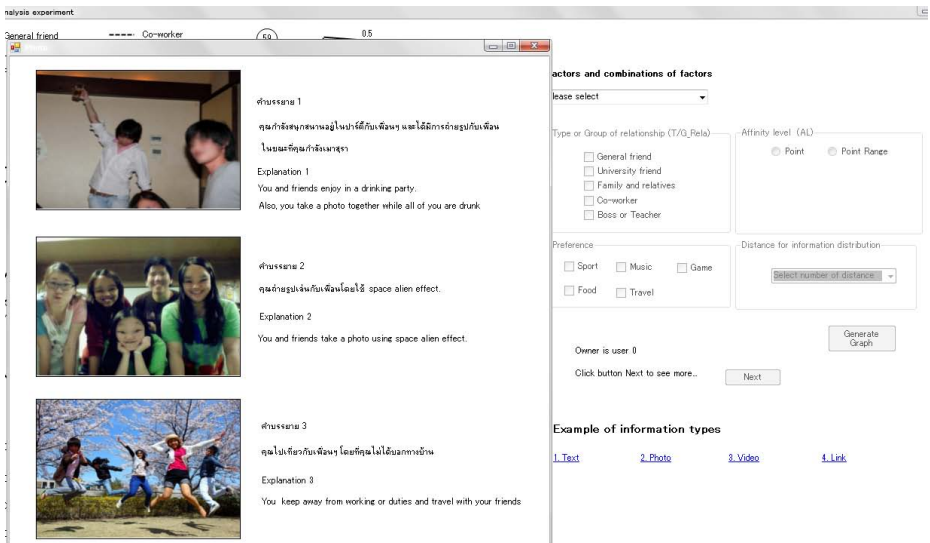 nalysis experiment
General friend
Co-worker
59
0.5
Photo
คำบรรยาย 1
คุณกำลังสนุกสนานอยู่ในปาร์ตี้กับเพื่อนๆ และได้มีการถ่ายรูปกับเพื่อน
ในขณะที่คุณกำลังเมาสุรา
Explanation 1
You and friends enjoy in a drinking party.
Also, you take a photo together while all of you are drunk
คำบรรยาย 2
คุณถ่ายรูปเล่นกับเพื่อนโดยใช้ space alien effect.
Explanation 2
You and friends take a photo using space alien effect.
คำบรรยาย 3
คุณไปเที่ยวกับเพื่อนๆ โดยที่คุณไม่ได้บอกทางบ้าน
Explanation 3
You keep away from working or duties and travel with your friends
actors and combinations of factors
lease select
Type or Group of relationship (T/G_Rela)
General friend
University friend
Family and relatives
Co-worker
Boss or Teacher
Affinity level (AL)
Point
Point Range
Preference
Sport
Music
Game
Food
Travel
Distance for information distribution
Select number of distance
Generate
Graph
Owner is user 0
Click button Next to see more...
Next
Example of information types
1. Text
2. Photo
3. Video
4. Link